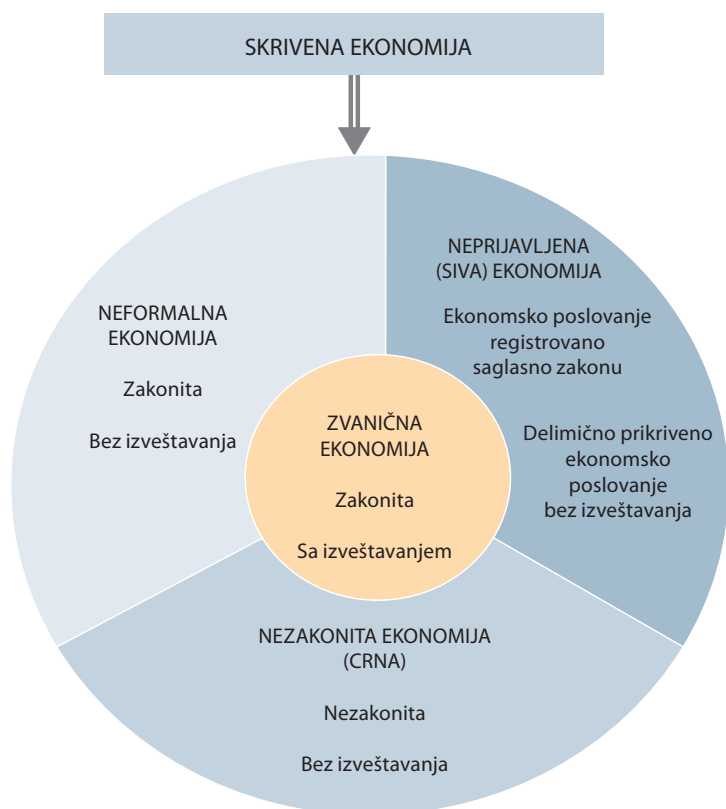 SKRIVENA EKONOMIJA
NEFORMALNA
EKONOMIJA
Zakonita
Bez izveštavanja
NEPRIJAVLJENA
(SIVA) EKONOMIJA
Ekonomsko poslovanje
registrovano
saglasno zakonu
Delimično prikriveno
ekonomsko
poslovanje
bez izveštavanja
ZVANIČNA
EKONOMIJA
Zakonita
Sa izveštavanjem
NEZAKONITA EKONOMIJA
(CRNA)
Nezakonita
Bez izveštavanja